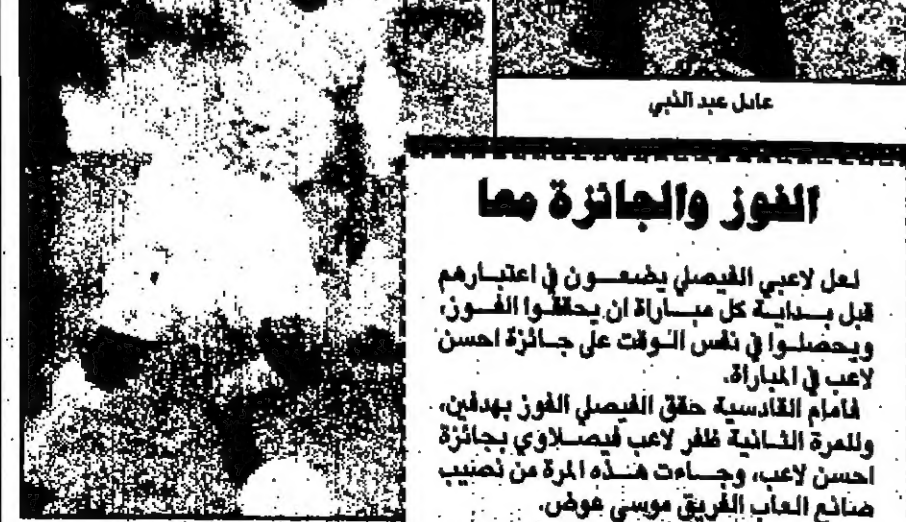 عادل عبد النبي
الفوز والجائزة معا
لعل لاعبي الفيصلي يضعون في اعتبارهم
قبل بداية كل مباراة ان يحققوا الفوز،
ويحصلوا في نفس الوقت على جائزة احسن
لاعب في المباراة.
فامام القادسية حقق الفيصلي الفوز بهدفين،
وللمرة الثانية ظفر لاعب فيصلاوي بجائزة
احسن لاعب، وجاءت هذه المرة من نصيب
صانع العاب الفريق موسى عوض.